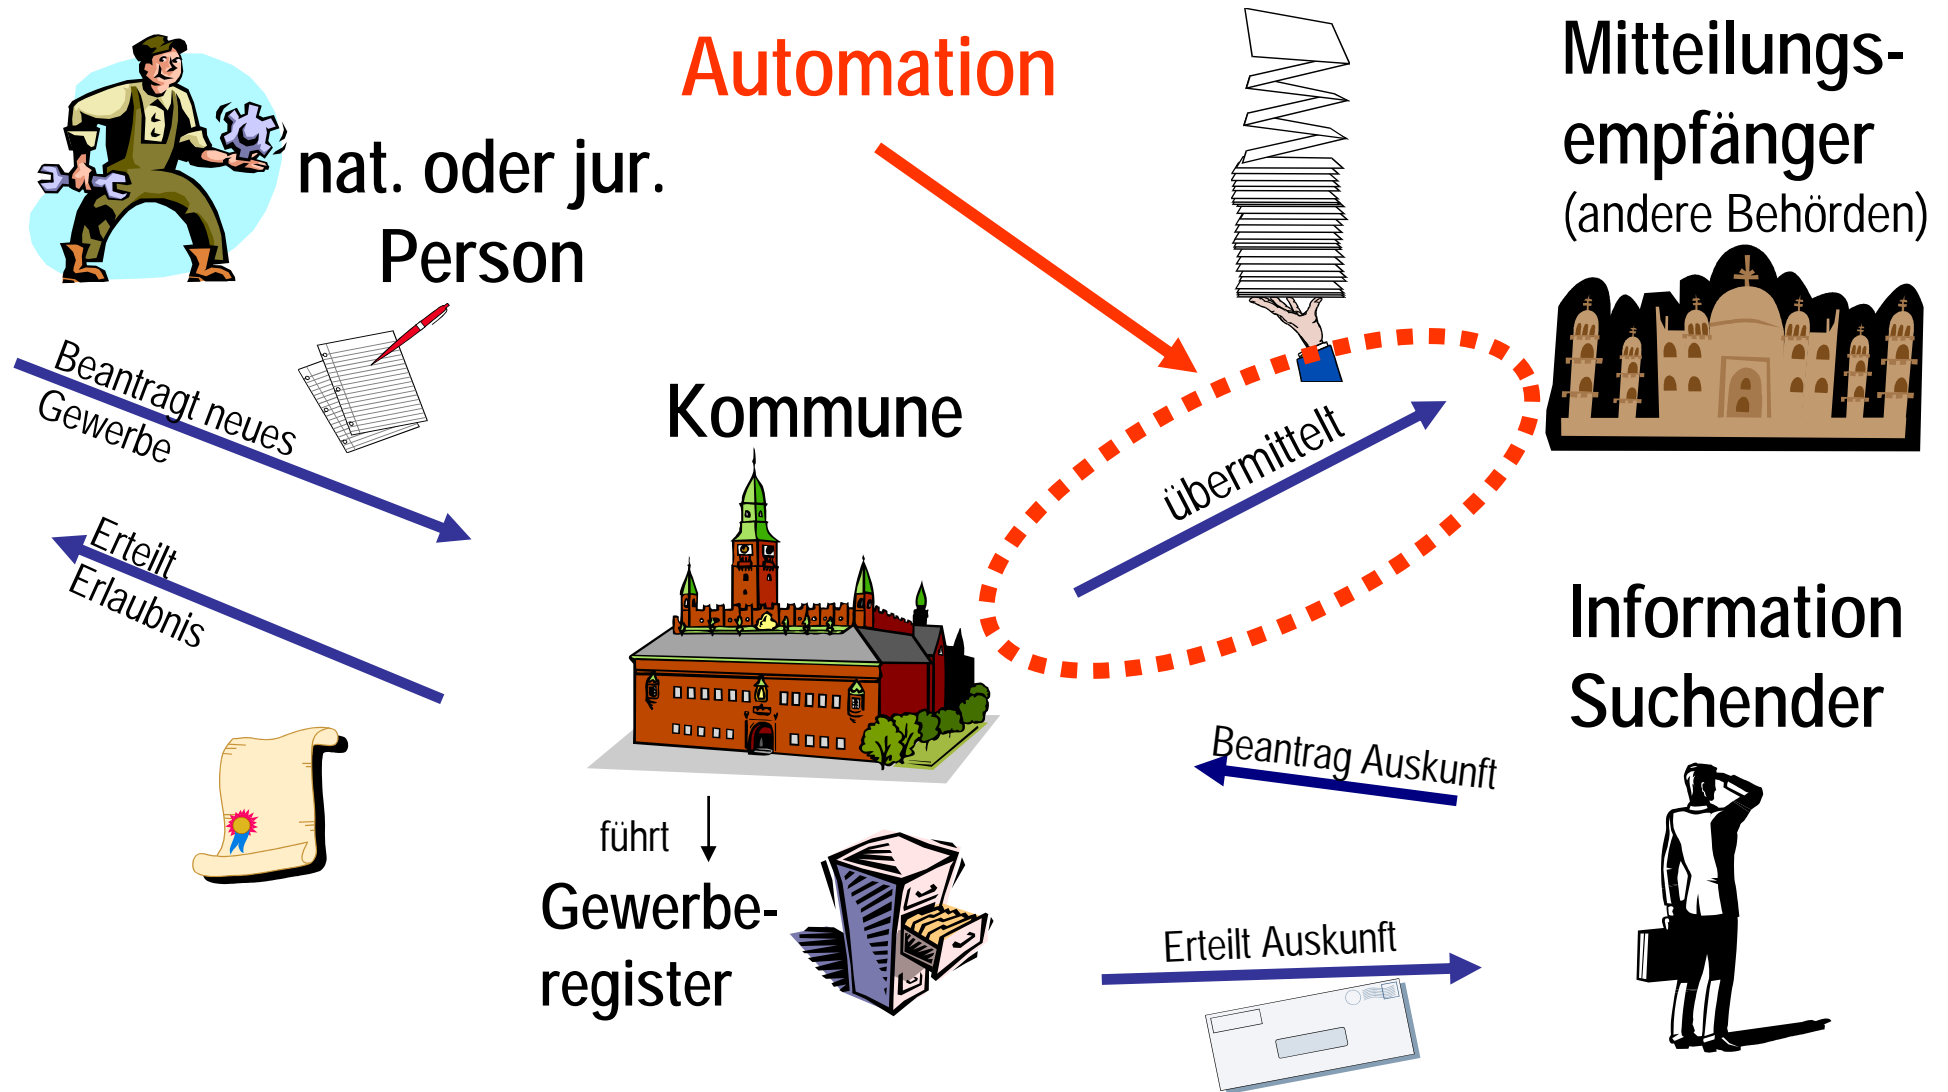 Automation
nat. oder jur.
Person
Mitteilungs-
empfänger
(andere Behörden)
Beantragt neues
Gewerbe
Kommune
übermittelt
Erteilt
Erlaubnis
Information
Suchender
Beantrag Auskunft
führt
Gewerbe-
register
Erteilt Auskunft